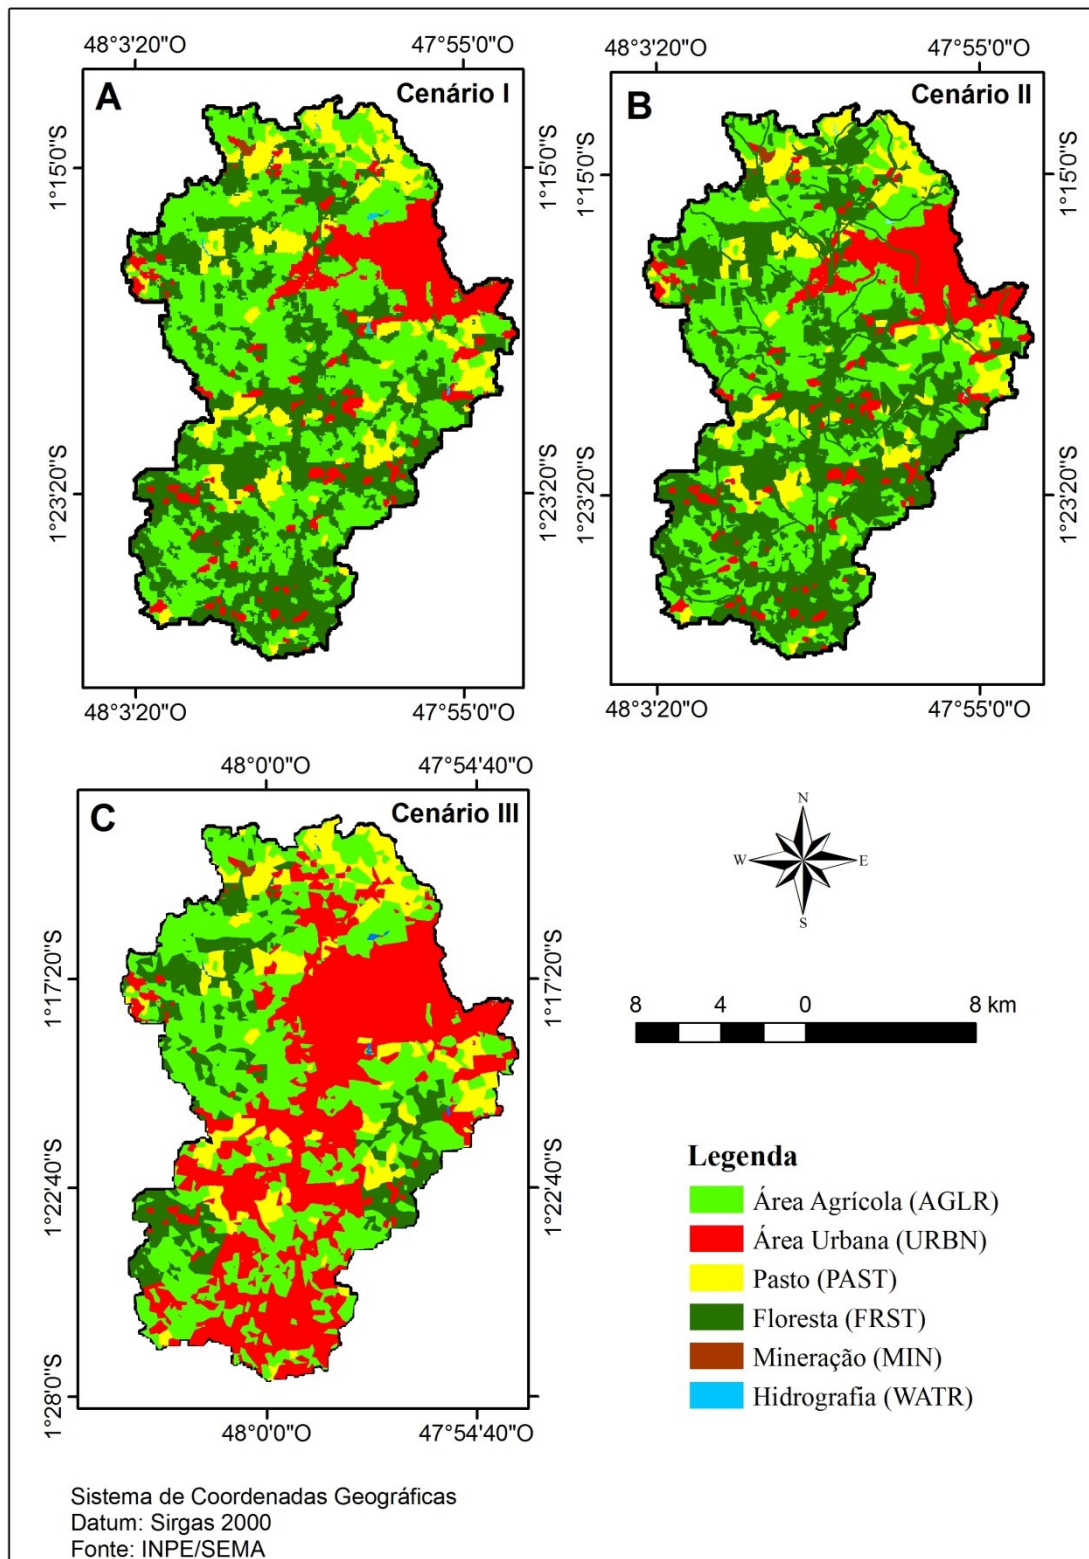 48°3'20"O 47°55'0"O 48°3'20"O 47°55'0"O
A Cenário I B Cenário II
1°15'0"S 1°15'0"S 1°15'0"S
1°23'20"S 1°23'20"S 1°23'20"S
48°3'20"O 47°55'0"O 48°3'20"O 47°55'0"O
48°0'0"O 47°54'40"O
C Cenário III
N
W E
S
1°17'20"S 1°17'20"S
8 4 0 8 km
1°22'40"S 1°22'40"S
Legenda
Área Agrícola (AGLR)
Área Urbana (URBN)
Pasto (PAST)
Floresta (FRST)
Mineração (MIN)
Hidrografia (WATR)
1°28'0"S 1°28'0"S
48°0'0"O 47°54'40"O
Sistema de Coordenadas Geográficas
Datum: Sirgas 2000
Fonte: INPE/SEMA